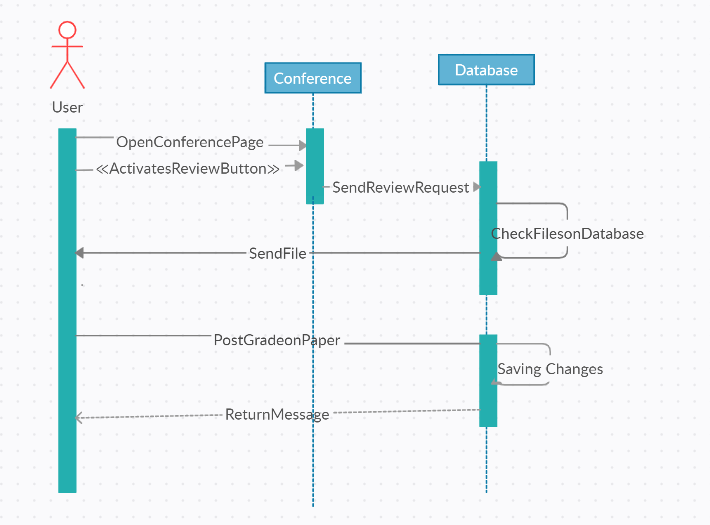 User
Conference
Database
OpenConferencePage
≪ActivatesReviewButton≫
SendReviewRequest
CheckFilesonDatabase
SendFile
PostGradeonPaper
Saving Changes
ReturnMessage